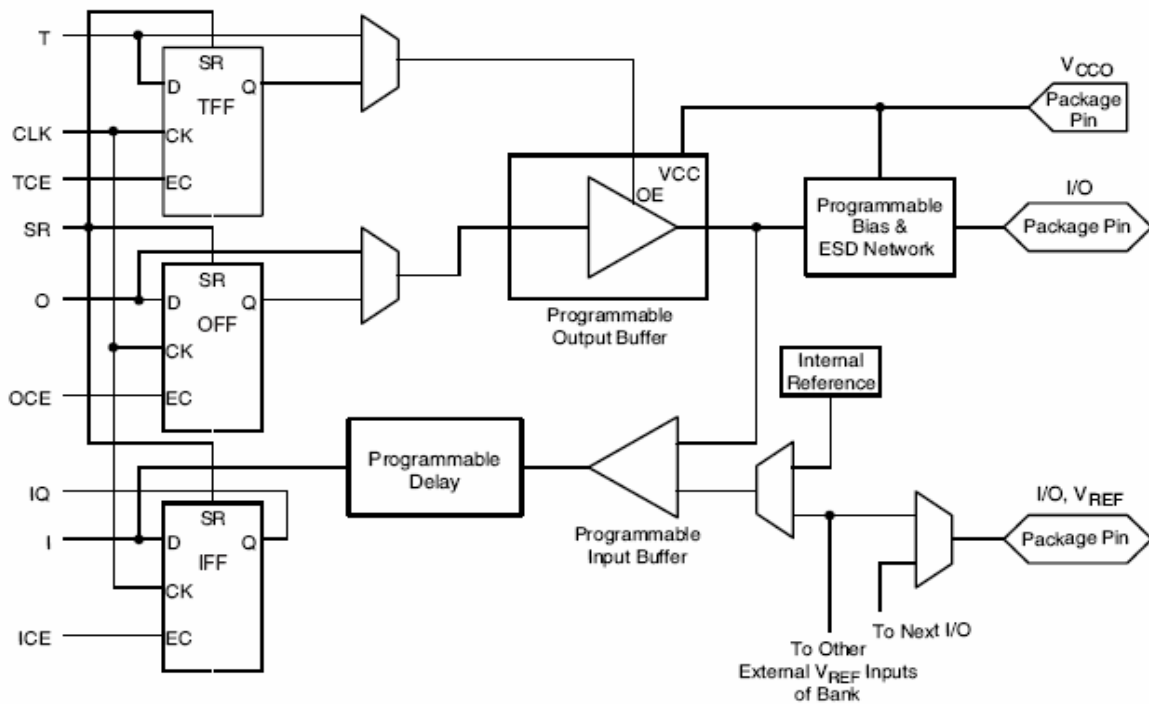 T
SR
D
Q
TFF
CLK
CK
TCE
EC
SR
SR
O
D
Q
OFF
CK
OCE
EC
IQ
SR
I
D
Q
IFF
CK
ICE
EC
VCC
OE
Programmable
Output Buffer
VCCO
Package
Pin
I/O
Programmable
Bias &
ESD Network
Package Pin
Internal
Reference
Programmable
Delay
Programmable
Input Buffer
I/O, VREF
Package Pin
To Next I/O
To Other
External VREF Inputs
of Bank